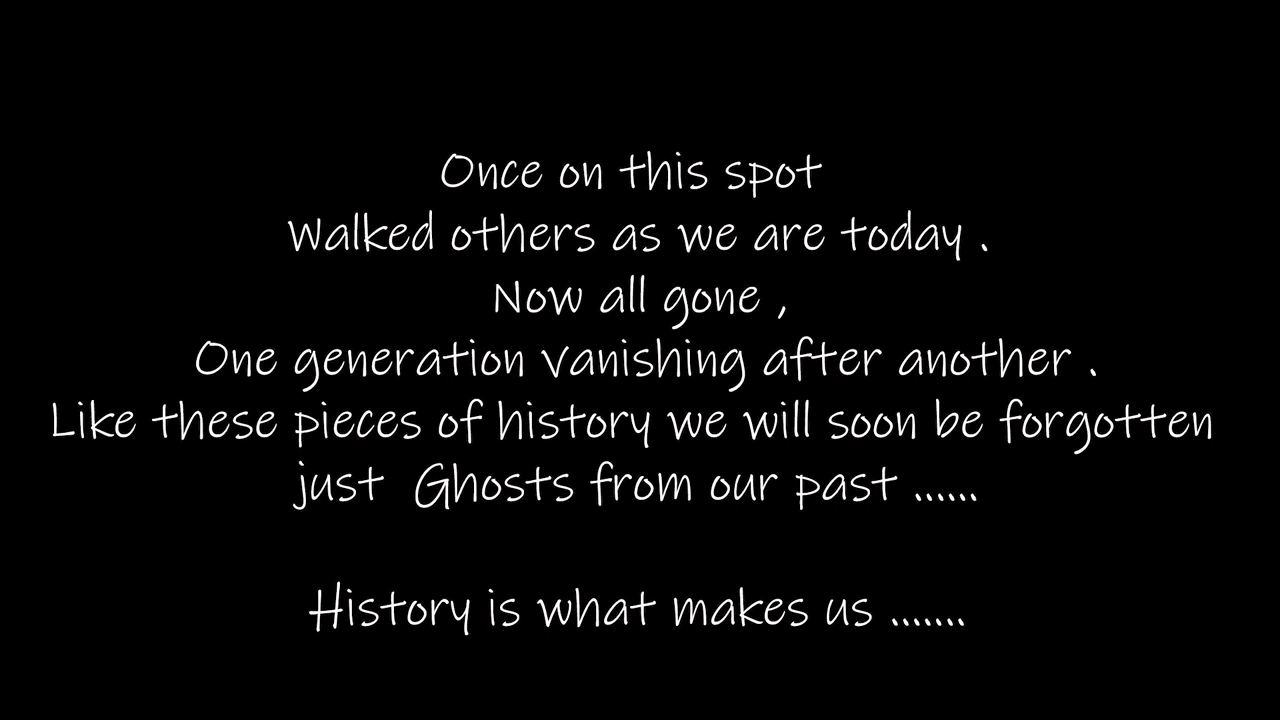 Once on this spot
Walked others as we are today .
Now all gone ,
One generation vanishing after another .
Like these pieces of history we will soon be forgotten
just  Ghosts from our past ......
History is what makes us .......